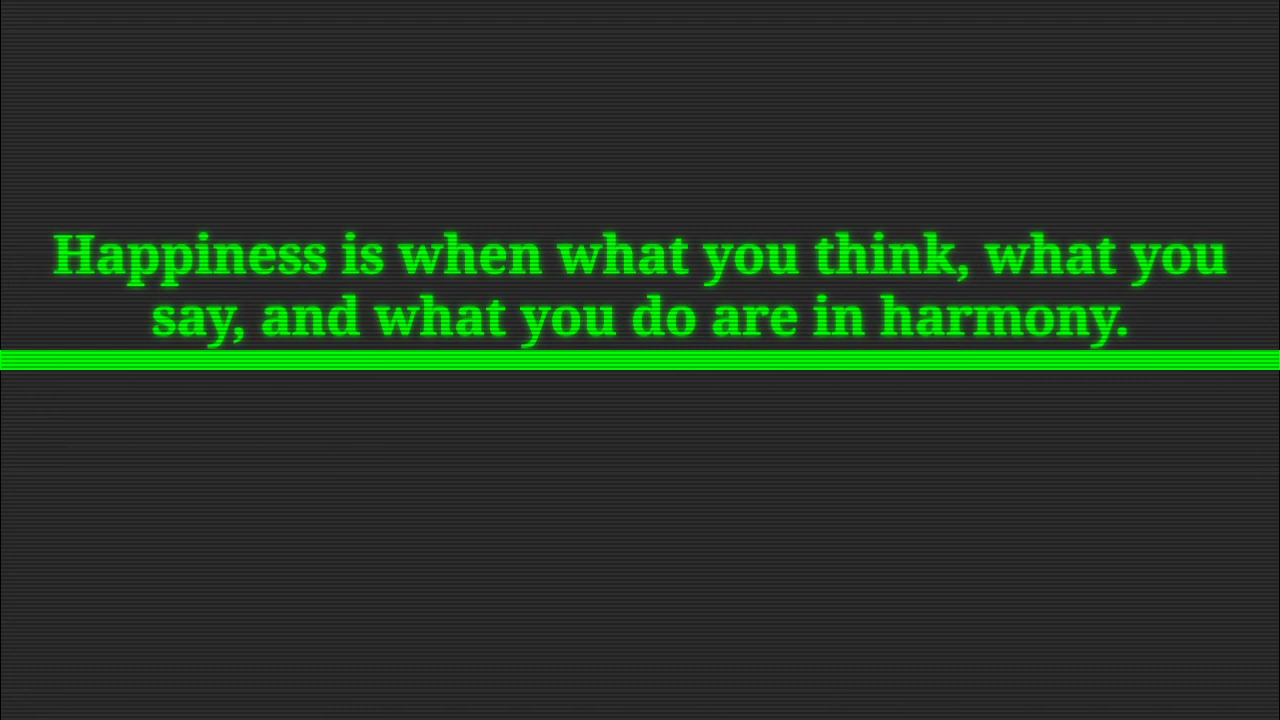 Happiness is when what you think, what you
say, and what you do are in harmony.